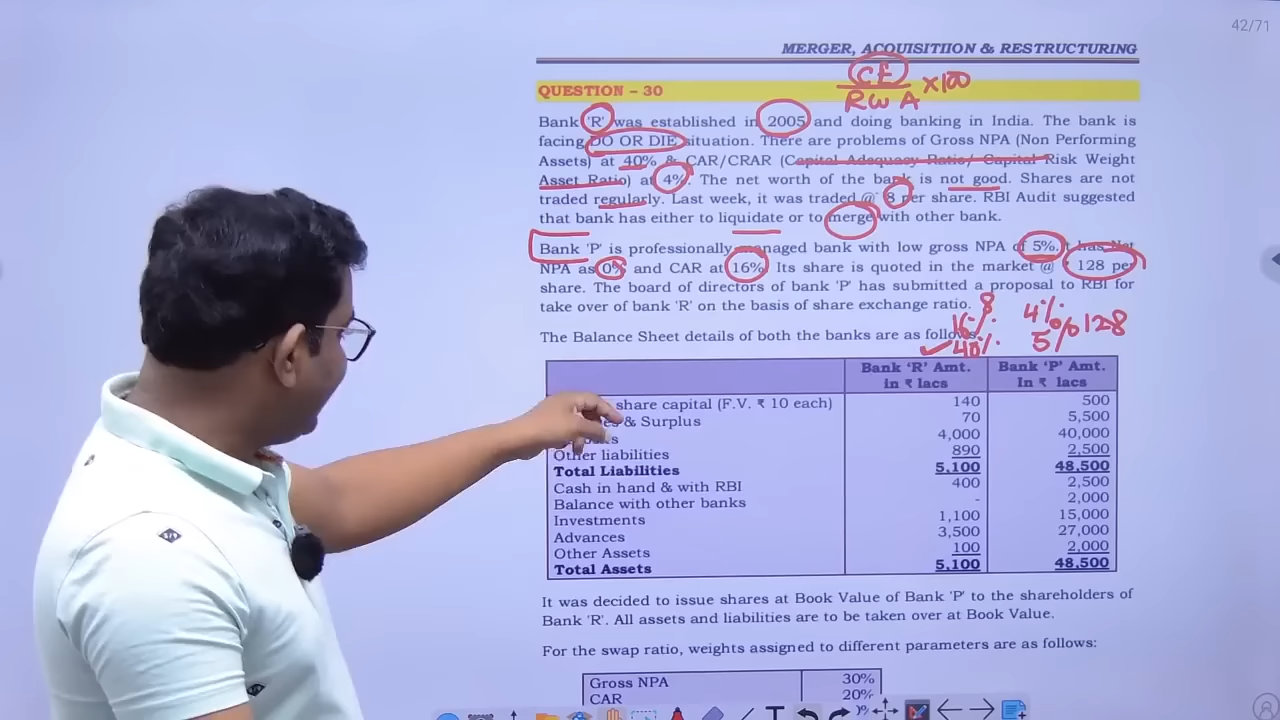 42/71
MERGER, ACQUISITIION & RESTRUCTURING
QUESTION – 30
CE
RWA ×100
Bank 'R' was established in 2005 and doing banking in India. The bank is
facing DO OR DIE situation. There are problems of Gross NPA (Non Performing
Assets) at 40% & CAR/CRAR (Capital Adequacy Ratio/ Capital Risk Weight
Asset Ratio) at 4%. The net worth of the bank is not good. Shares are not
traded regularly. Last week, it was traded @ ` 8 per share. RBI Audit suggested
that bank has either to liquidate or to merge with other bank.
Bank 'P' is professionally managed bank with low gross NPA of 5%. It has Net
NPA as 0% and CAR at 16%. Its share is quoted in the market @ ` 128 per
share. The board of directors of bank 'P' has submitted a proposal to RBI for
take over of bank 'R' on the basis of share exchange ratio.
8
16%
40%
4%
5%
128
The Balance Sheet details of both the banks are as follows:
Bank 'R' Amt. in ₹ lacs Bank 'P' Amt. In ₹ lacs
share capital (F.V. ₹ 10 each) 140 500
& Surplus 70 5,500
4,000 40,000
Other liabilities 890 2,500
Total Liabilities 5,100 48,500
Cash in hand & with RBI 400 2,500
Balance with other banks - 2,000
Investments 1,100 15,000
Advances 3,500 27,000
Other Assets 100 2,000
Total Assets 5,100 48,500
It was decided to issue shares at Book Value of Bank 'P' to the shareholders of
Bank 'R'. All assets and liabilities are to be taken over at Book Value.
For the swap ratio, weights assigned to different parameters are as follows:
Gross NPA 30%
CAR 20%